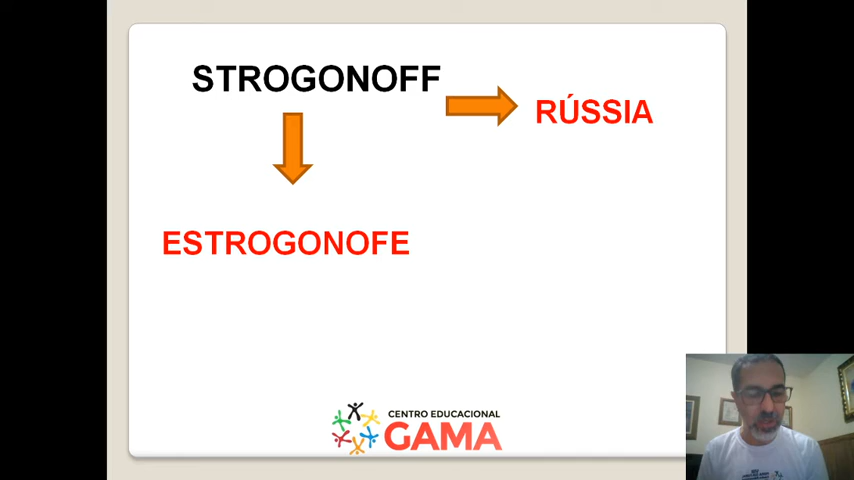 STROGONOFF
RÚSSIA
ESTROGONOFE
CENTRO EDUCACIONAL
GAMA